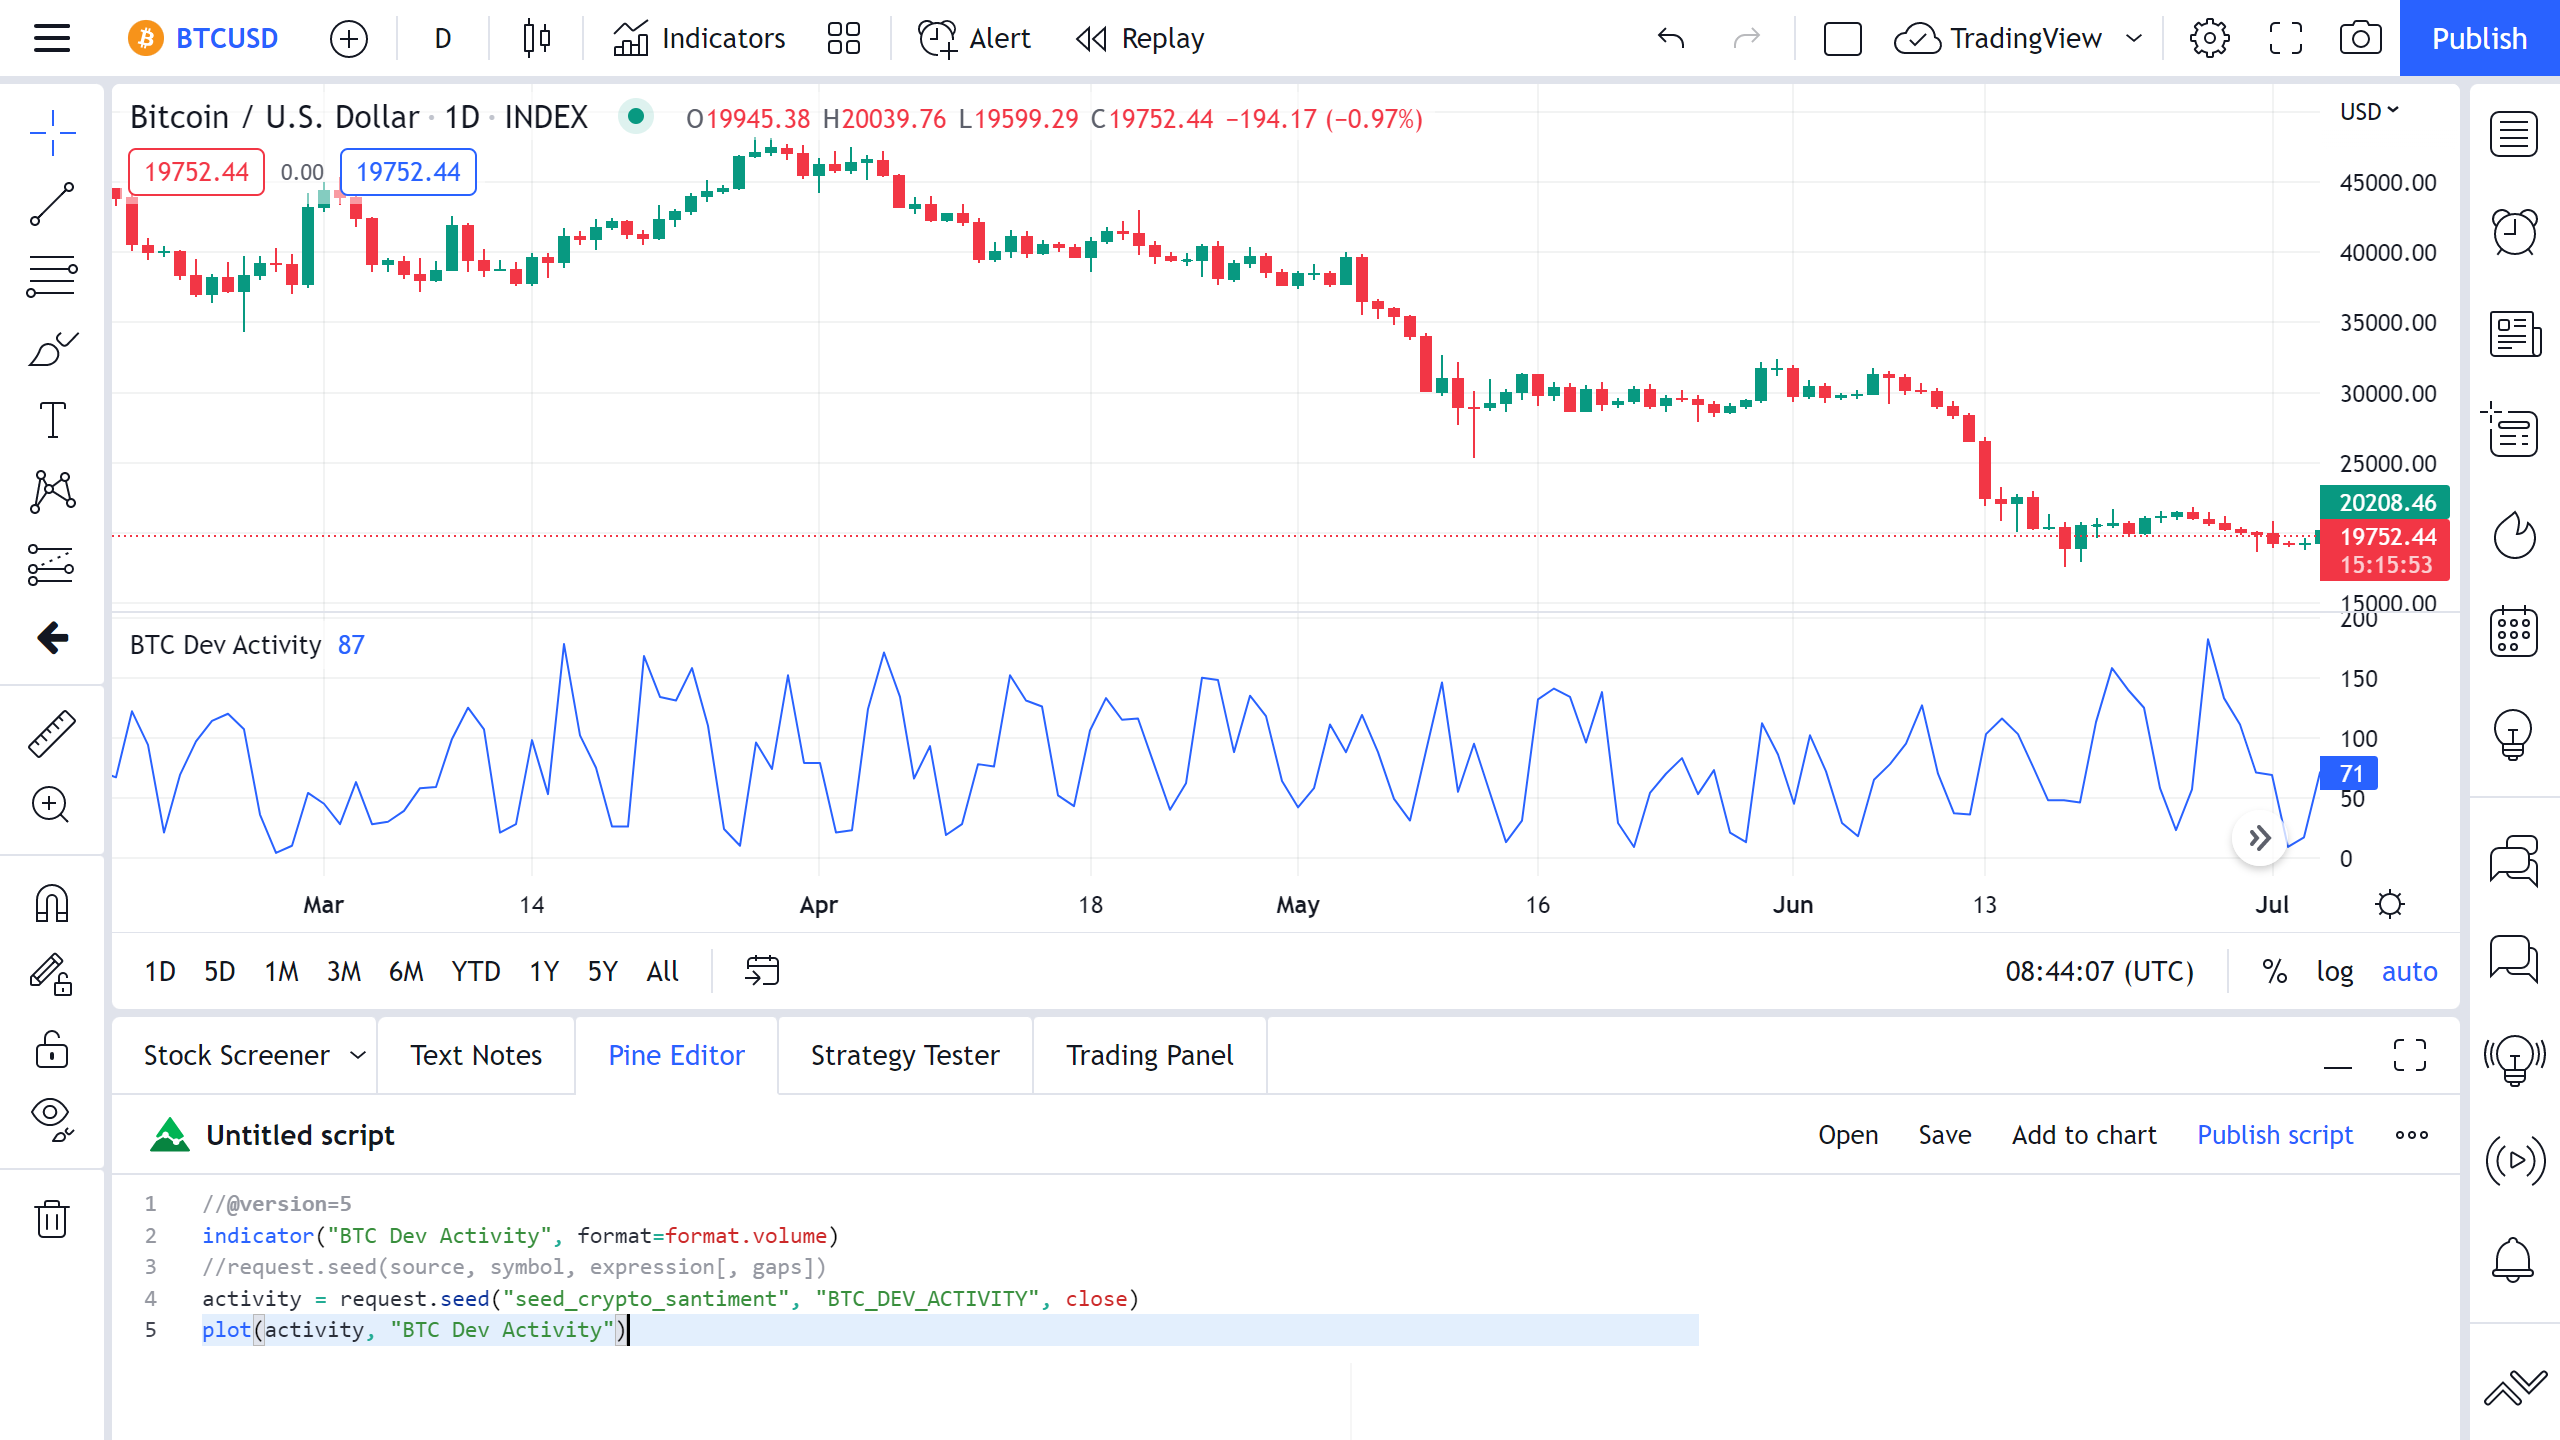 BTCUSD D Indicators Alert Replay TradingView Publish
Bitcoin / U.S. Dollar · 1D · INDEX O19945.38 H20039.76 L19599.29 C19752.44 −194.17 (−0.97%)
USD
19752.44 0.00 19752.44
45000.00
40000.00
35000.00
30000.00
25000.00
20208.46
19752.44
15:15:53
15000.00
200
BTC Dev Activity 87
150
100
71
50
0
Mar 14 Apr 18 May 16 Jun 13 Jul
1D 5D 1M 3M 6M YTD 1Y 5Y All 08:44:07 (UTC) % log auto
Stock Screener Text Notes Pine Editor Strategy Tester Trading Panel
Untitled script Open Save Add to chart Publish script
1 //@version=5
2 indicator("BTC Dev Activity", format=format.volume)
3 //request.seed(source, symbol, expression[, gaps])
4 activity = request.seed("seed_crypto_santiment", "BTC_DEV_ACTIVITY", close)
5 plot(activity, "BTC Dev Activity")